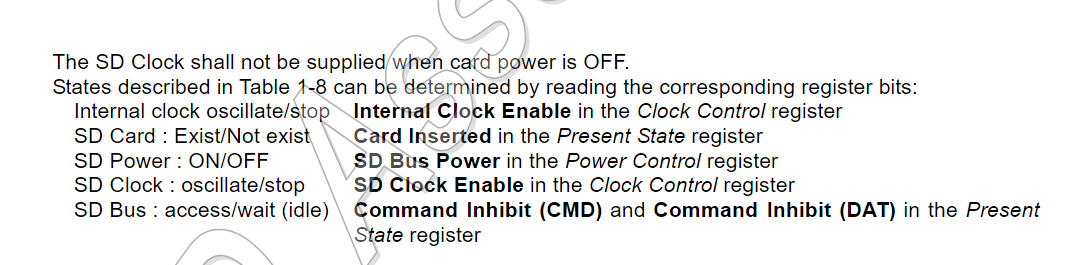 The SD Clock shall not be supplied when card power is OFF.
States described in Table 1-8 can be determined by reading the corresponding register bits:
Internal clock oscillate/stop Internal Clock Enable in the Clock Control register
SD Card : Exist/Not exist Card Inserted in the Present State register
SD Power : ON/OFF SD Bus Power in the Power Control register
SD Clock : oscillate/stop SD Clock Enable in the Clock Control register
SD Bus : access/wait (idle) Command Inhibit (CMD) and Command Inhibit (DAT) in the Present
State register